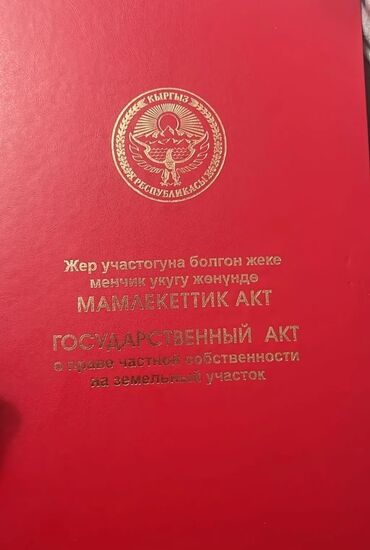 КЫРГЫЗ
РЕСПУБЛИКАСЫ
Жер участогуна болгон жеке
менчик укугу жөнүндө
МАМЛЕКЕТТИК АКТ
ГОСУДАРСТВЕННЫЙ АКТ
о праве частной собственности
на земельный участок